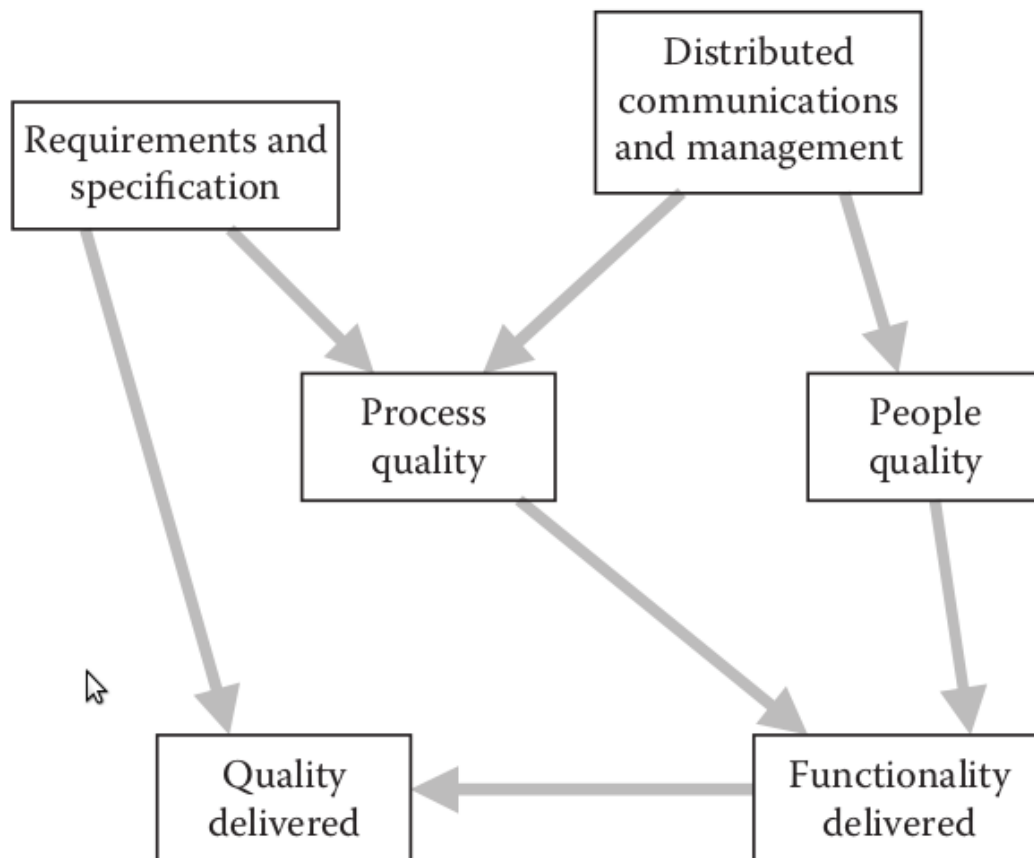 Distributed
communications
and management
Requirements and
specification
Process
quality
People
quality
Quality
delivered
Functionality
delivered